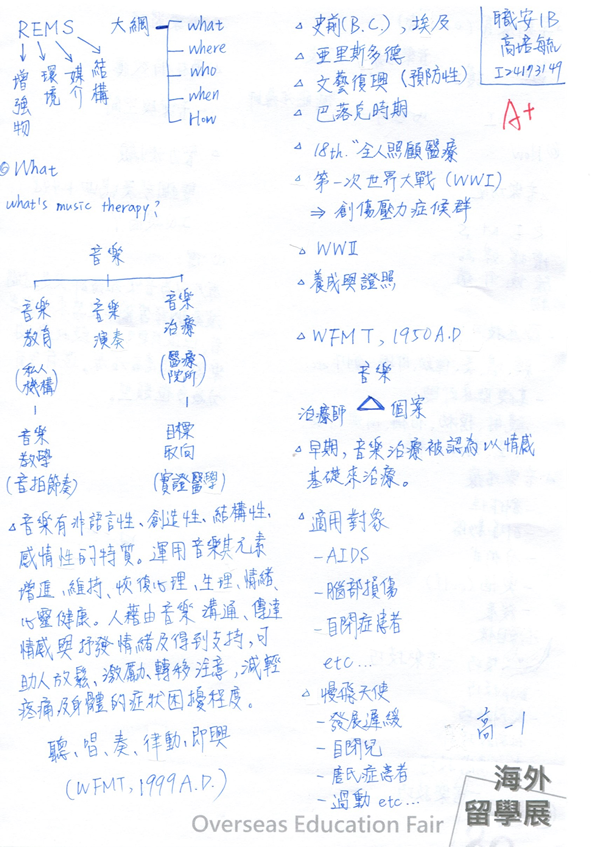 REMS
增強物
環境
媒介
結構
大綱
what
where
who
when
How
What
what's music therapy?
音樂
音樂教育
(私人機構)
音樂教學
(音拍節奏)
音樂演奏
音樂治療
(醫療院所)
目標取向
(實證醫學)
△音樂有非語言性、創造性、結構性、
感情性的特質。運用音樂其元素
增進、維持、恢復心理、生理、情緒、
心靈健康。人藉由音樂溝通、傳達
情感與抒發情緒及得到支持,可
助人放鬆、激勵、轉移注意,減輕
疼痛及身體的症狀困擾程度。
聽、唱、奏、律動、即興
(WFMT, 1999 A.D.)
△ 史前(B.C.),埃及
△ 亞里斯多德
△ 文藝復興 (預防性)
△ 巴洛克時期
△ 18th. "全人照顧醫療
△ 第一次世界大戰 (WWI)
⇒ 創傷壓力症候群
△ WWII
△ 養成與證照
△ WFMT, 1950 A.D
音樂
治療師 △ 個案
△ 早期,音樂治療被認為以情感
基礎來治療。
△ 適用對象
- AIDS
- 腦部損傷
- 自閉症患者
etc...
△ 慢飛天使
- 發展遲緩
- 自閉兒
- 唐氏症患者
- 過動 etc...
職安1B
I24193149
A+
高一1
海外
留學展
Overseas Education Fair